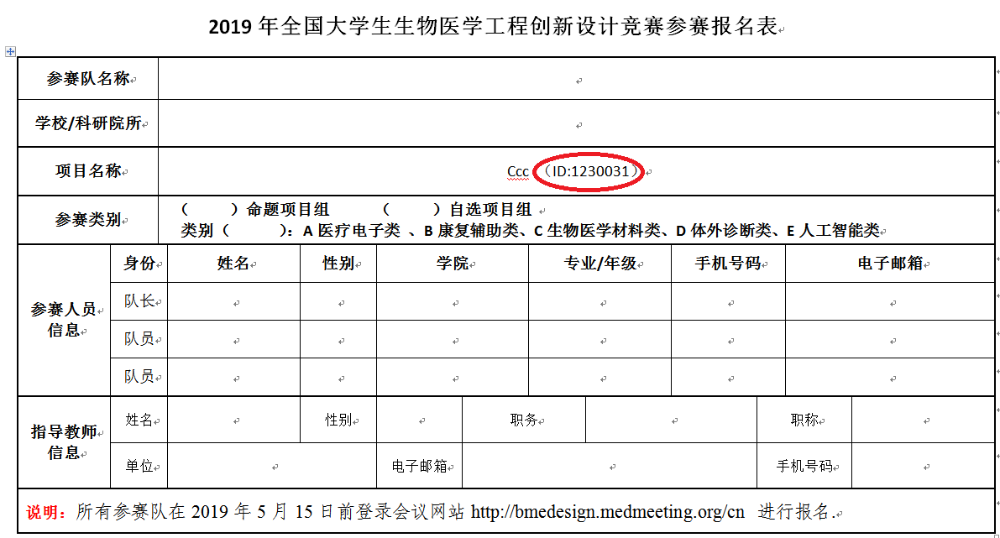 2019 年全国大学生生物医学工程创新设计竞赛参赛报名表
参赛队名称
学校/科研院所
项目名称
Ccc（ID:1230031）
参赛类别
（ ）命题项目组 （ ）自选项目组
类别（ ）：A 医疗电子类 、B 康复辅助类、C 生物医学材料类、D 体外诊断类、E 人工智能类
参赛人员
信息
身份 姓名 性别 学院 专业/年级 手机号码 电子邮箱
队长
队员
队员
指导教师
信息
姓名 性别 职务 职称
单位 电子邮箱 手机号码
说明：所有参赛队在 2019 年 5 月 15 日前登录会议网站 http://bmedesign.medmeeting.org/cn 进行报名.